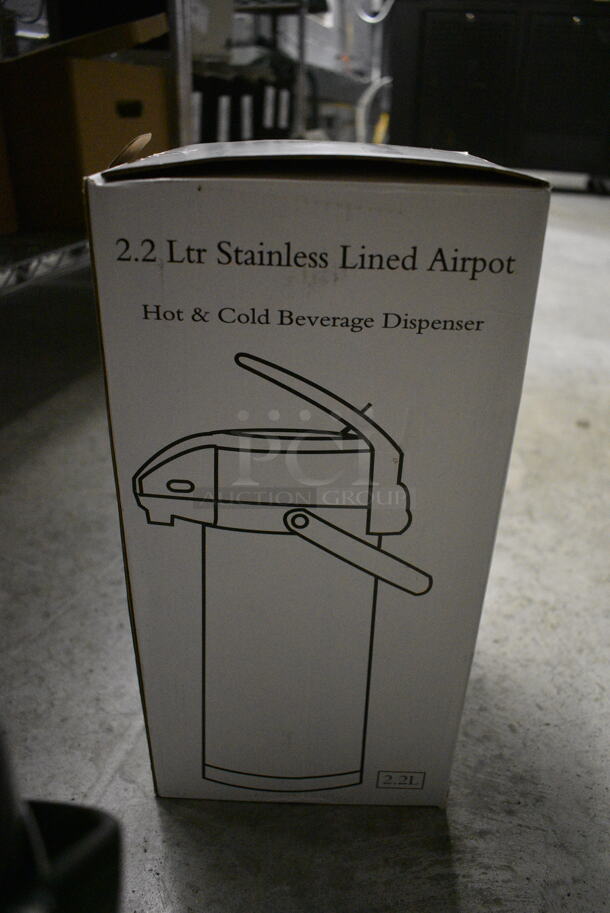 2.2 Ltr Stainless Lined Airpot
Hot & Cold Beverage Dispenser
PCI
AUCTION GROUP
2.2L